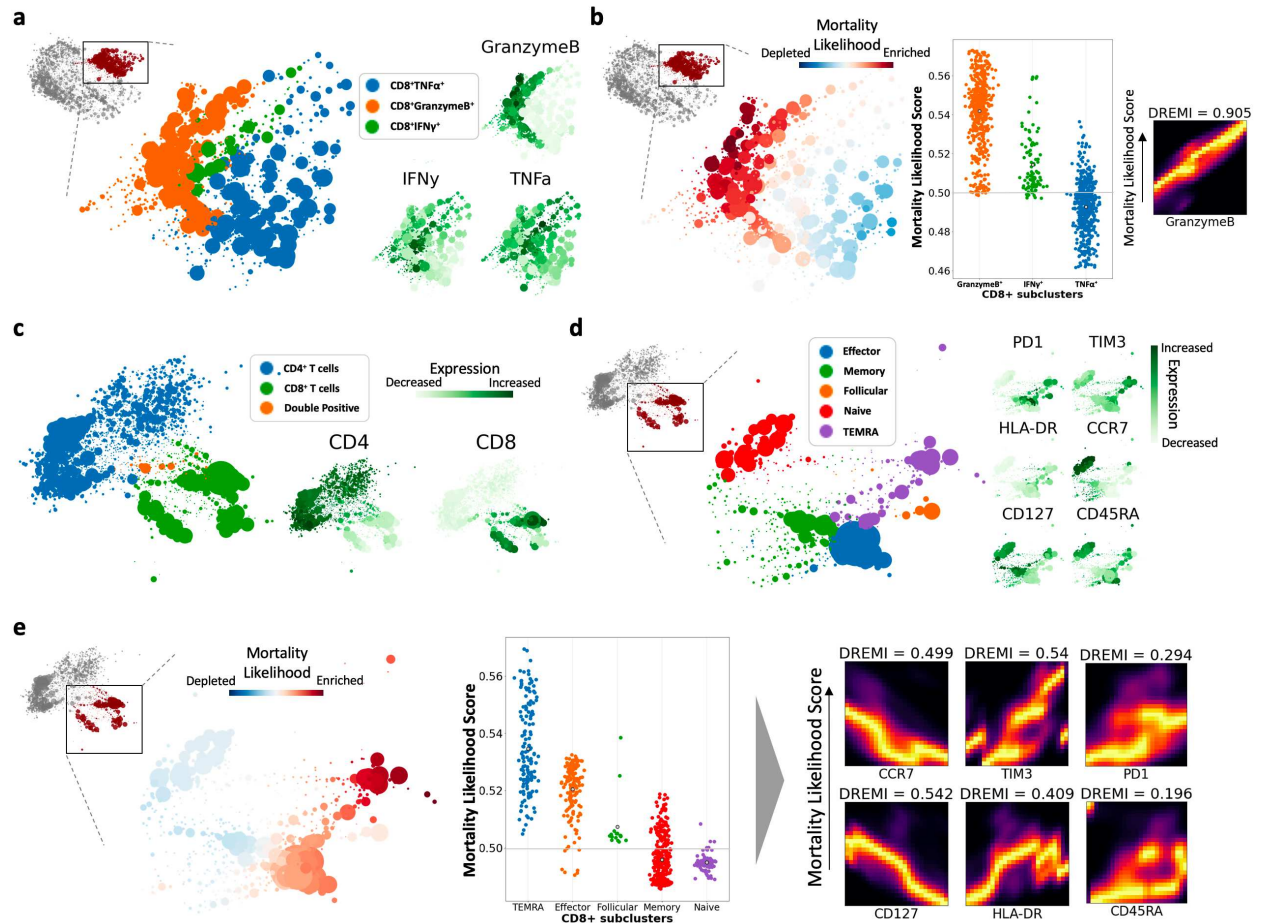 a
GranzymeB
CD8⁺TNFα⁺
CD8⁺GranzymeB⁺
CD8⁺IFNγ⁺
IFNy
TNFa
b
Mortality
Likelihood
Depleted
Enriched
Mortality Likelihood Score
0.56
0.54
0.52
0.50
0.48
0.46
GranzymeB⁺
IFNγ⁺
TNFα⁺
CD8+ subclusters
DREMI = 0.905
Mortality Likelihood Score
GranzymeB
c
CD4⁺ T cells
CD8⁺ T cells
Double Positive
Expression
Decreased
Increased
CD4
CD8
d
Effector
Memory
Follicular
Naive
TEMRA
PD1
TIM3
HLA-DR
CCR7
CD127
CD45RA
Increased
Expression
Decreased
e
Mortality
Likelihood
Depleted
Enriched
Mortality Likelihood Score
0.56
0.54
0.52
0.50
TEMRA
Effector
Follicular
Memory
Naive
CD8+ subclusters
Mortality Likelihood Score
DREMI = 0.499
DREMI = 0.54
DREMI = 0.294
CCR7
TIM3
PD1
DREMI = 0.542
DREMI = 0.409
DREMI = 0.196
CD127
HLA-DR
CD45RA